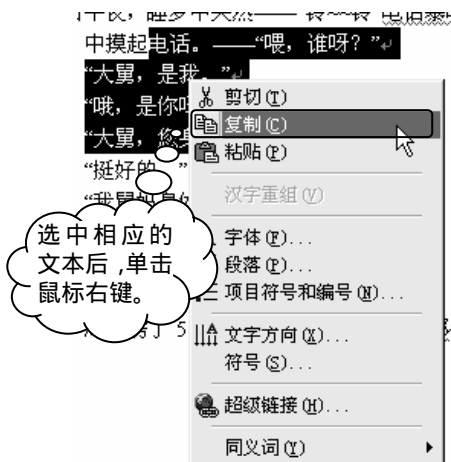 中摸起电话。——“喂，谁呀？”
“大舅，是我。”
“哦，是你
“大舅，您
“挺好的。”
剪切(T)
复制(C)
粘贴(P)
汉字重组(V)
字体(F)...
段落(P)...
项目符号和编号(N)...
文字方向(X)...
符号(S)...
超级链接(H)...
同义词(Y)
选中相应的
文本后，单击
鼠标右键。
5